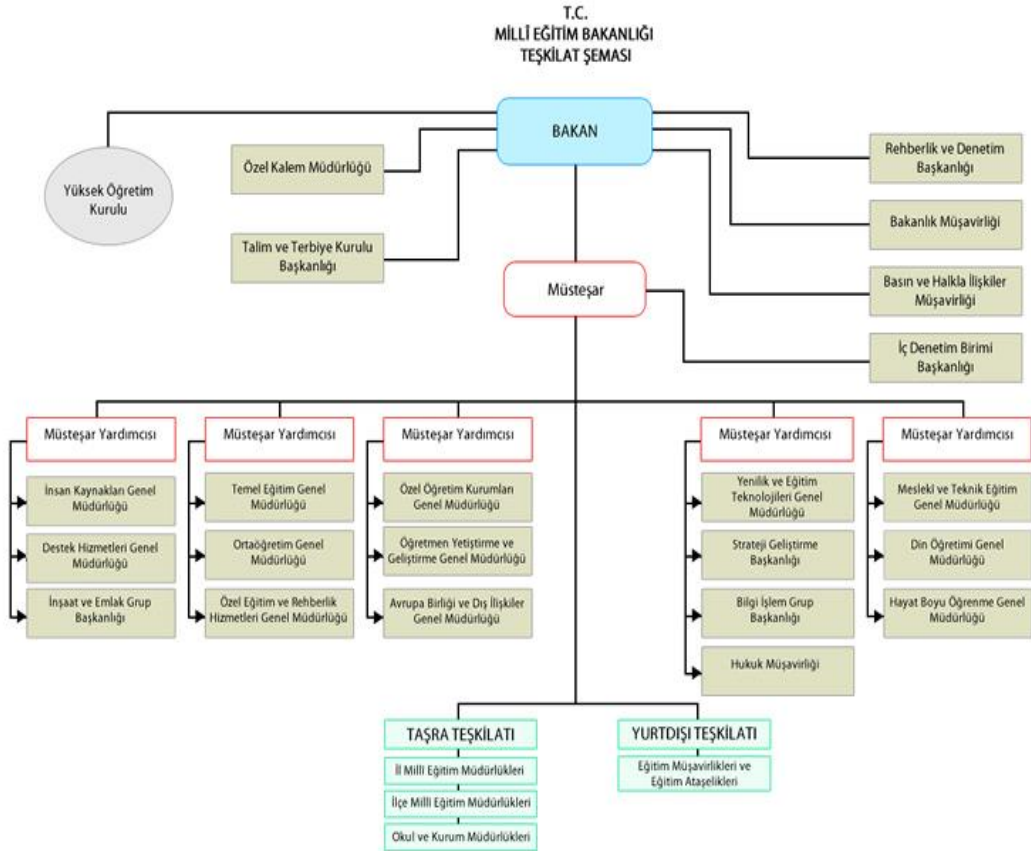 T.C.
MİLLÎ EĞİTİM BAKANLIĞI
TEŞKİLAT ŞEMASI
BAKAN
Yüksek Öğretim
Kurulu
Özel Kalem Müdürlüğü
Talim ve Terbiye Kurulu
Başkanlığı
Rehberlik ve Denetim
Başkanlığı
Bakanlık Müşavirliği
Basın ve Halkla İlişkiler
Müşavirliği
Müsteşar
İç Denetim Birimi
Başkanlığı
Müsteşar Yardımcısı
İnsan Kaynakları Genel
Müdürlüğü
Destek Hizmetleri Genel
Müdürlüğü
İnşaat ve Emlak Grup
Başkanlığı
Müsteşar Yardımcısı
Temel Eğitim Genel
Müdürlüğü
Ortaöğretim Genel
Müdürlüğü
Özel Eğitim ve Rehberlik
Hizmetleri Genel Müdürlüğü
Müsteşar Yardımcısı
Özel Öğretim Kurumları
Genel Müdürlüğü
Öğretmen Yetiştirme ve
Geliştirme Genel Müdürlüğü
Avrupa Birliği ve Dış İlişkiler
Genel Müdürlüğü
Müsteşar Yardımcısı
Yenilik ve Eğitim
Teknolojileri Genel
Müdürlüğü
Strateji Geliştirme
Başkanlığı
Bilgi İşlem Grup
Başkanlığı
Hukuk Müşavirliği
Müsteşar Yardımcısı
Meslekî ve Teknik Eğitim
Genel Müdürlüğü
Din Öğretimi Genel
Müdürlüğü
Hayat Boyu Öğrenme Genel
Müdürlüğü
TAŞRA TEŞKİLATI
İl Millî Eğitim Müdürlükleri
İlçe Millî Eğitim Müdürlükleri
Okul ve Kurum Müdürlükleri
YURTDIŞI TEŞKİLATI
Eğitim Müşavirlikleri ve
Eğitim Ataşelikleri